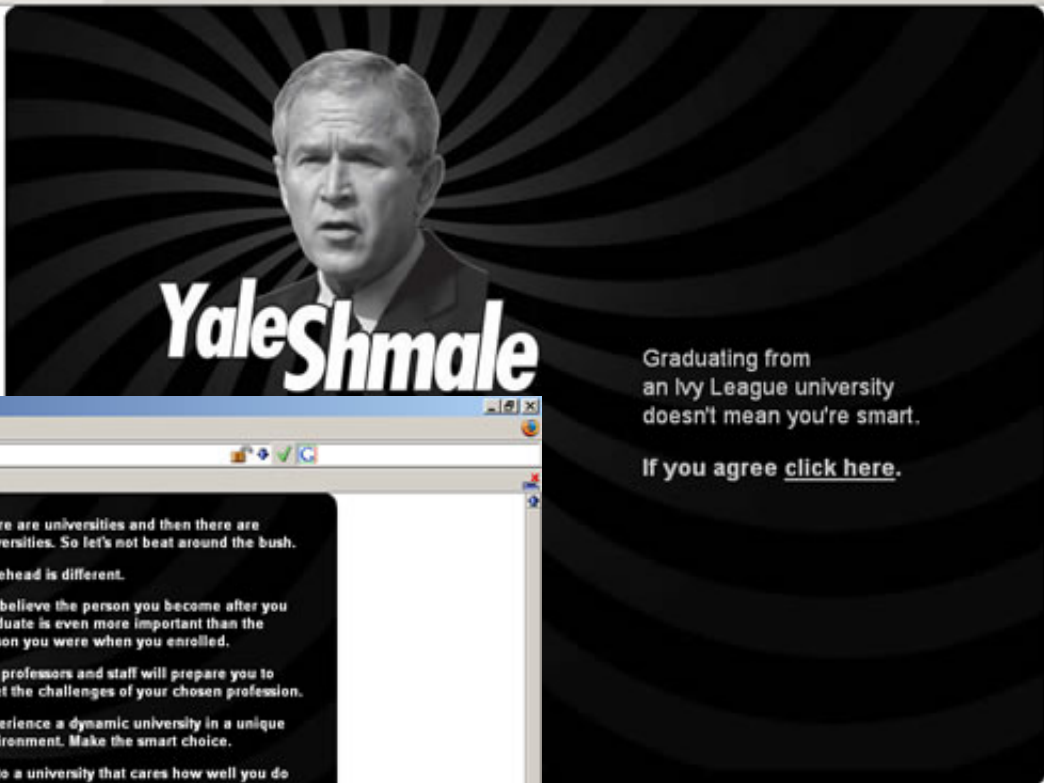 YaleShmale
Graduating from
an Ivy League university
doesn't mean you're smart.
If you agree click here.
re are universities and then there are
versities. So let's not beat around the bush.
ehead is different.
believe the person you become after you
duate is even more important than the
son you were when you enrolled.
professors and staff will prepare you to
et the challenges of your chosen profession.
erience a dynamic university in a unique
ironment. Make the smart choice.
o a university that cares how well you do